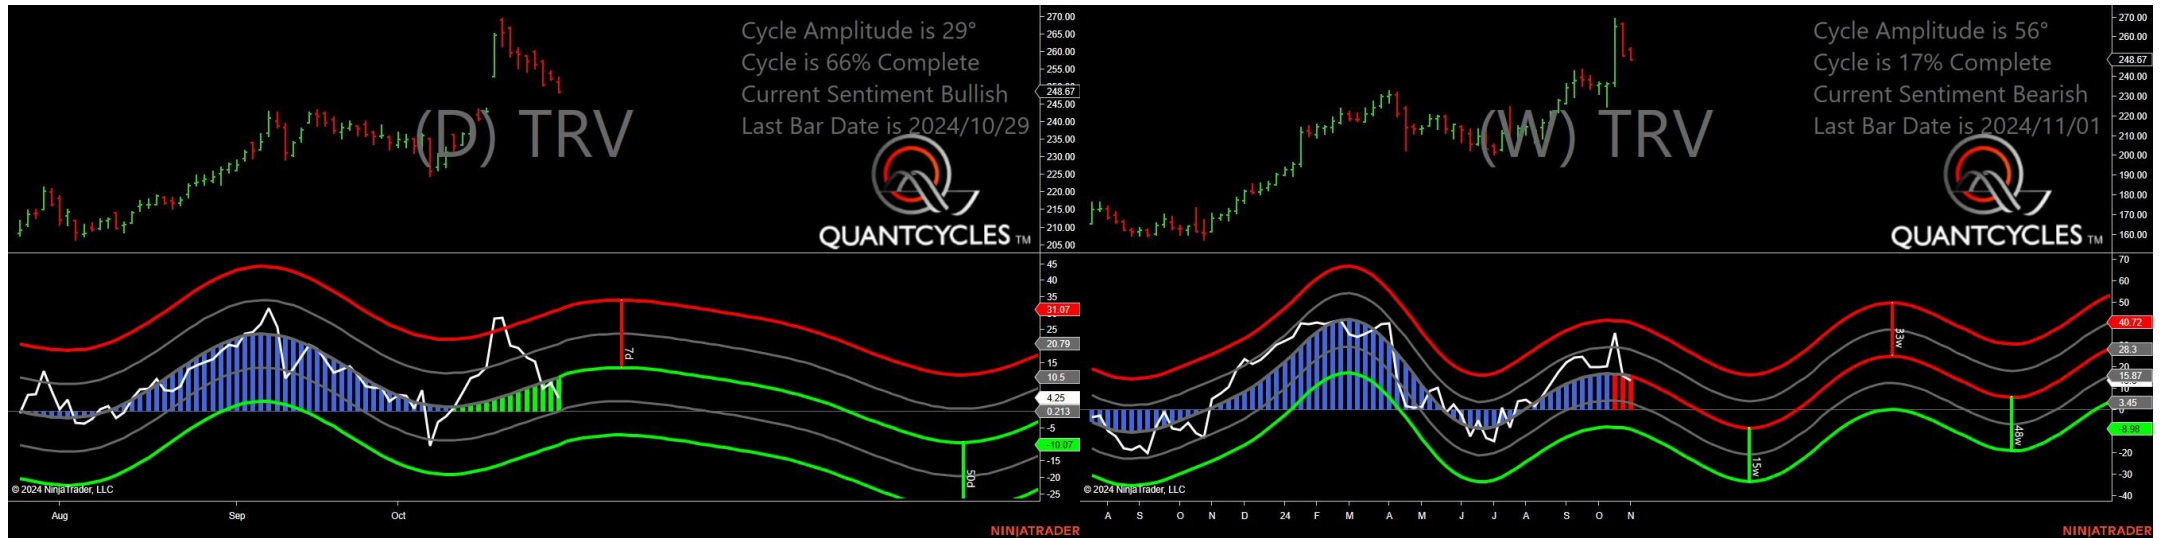 Cycle Amplitude is 29°
Cycle is 66% Complete
Current Sentiment Bullish
Last Bar Date is 2024/10/29
(D) TRV
QUANTCYCLES TM
270.00
265.00
260.00
255.00
248.67
245.00
240.00
235.00
230.00
225.00
220.00
215.00
210.00
205.00
45
40
35
31.07
25
20.79
15
10.5
4.25
0.213
-5
-10.07
-15
-20
-25
7d
50d
© 2024 NinjaTrader, LLC
Aug Sep Oct
NINJATRADER
Cycle Amplitude is 56°
Cycle is 17% Complete
Current Sentiment Bearish
Last Bar Date is 2024/11/01
(W) TRV
QUANTCYCLES TM
270.00
260.00
248.67
240.00
230.00
220.00
210.00
200.00
190.00
180.00
170.00
160.00
70
60
50
40.72
28.3
20
15.87
3.45
0
-8.98
-20
-30
-40
33w
15w
48w
© 2024 NinjaTrader, LLC
A S O N D 24 F M A M J J A S O N
NINJATRADER